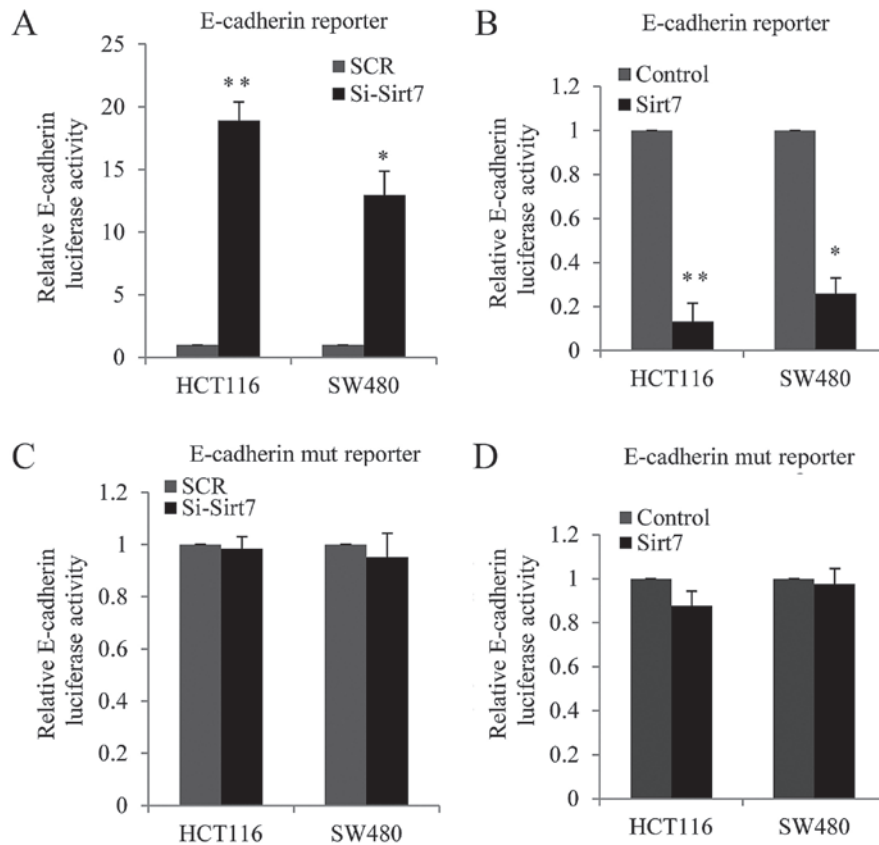 A
E-cadherin reporter
Relative E-cadherin
luciferase activity
25
20
15
10
5
0
SCR
Si-Sirt7
**
*
HCT116
SW480
B
E-cadherin reporter
Relative E-cadherin
luciferase activity
1.2
1
0.8
0.6
0.4
0.2
0
Control
Sirt7
**
*
HCT116
SW480
C
E-cadherin mut reporter
Relative E-cadherin
luciferase activity
SCR
Si-Sirt7
1.2
1
0.8
0.6
0.4
0.2
0
HCT116
SW480
D
E-cadherin mut reporter
Relative E-cadherin
luciferase activity
Control
Sirt7
1.2
1
0.8
0.6
0.4
0.2
0
HCT116
SW480